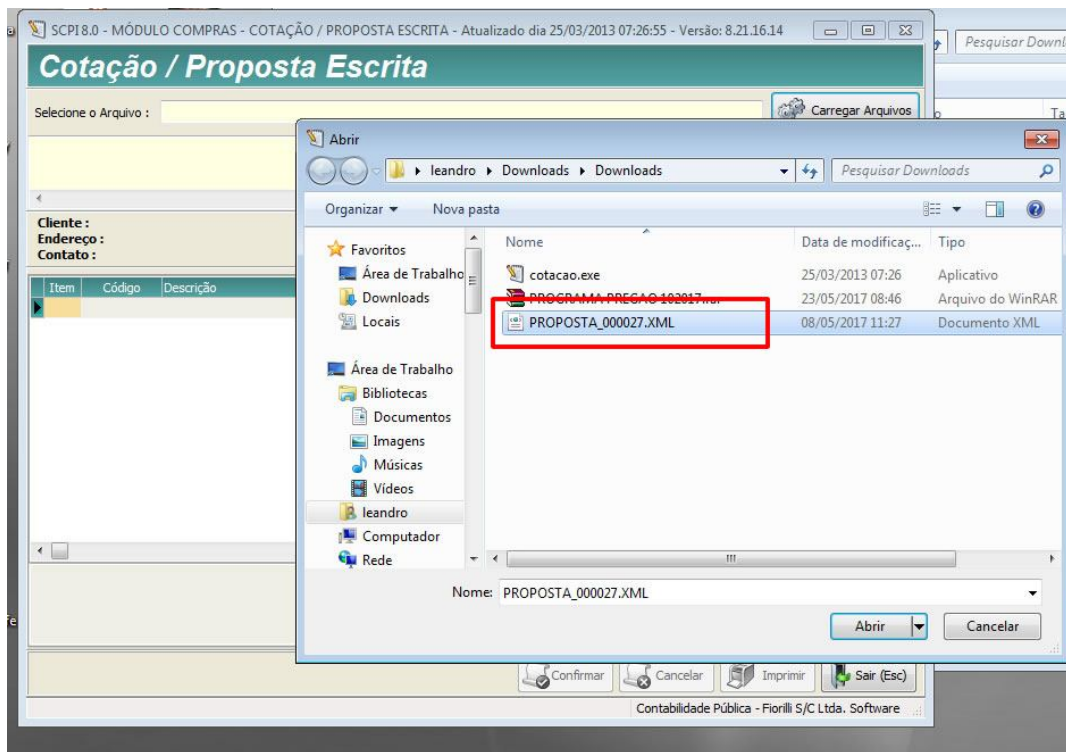 SCPI 8.0 - MÓDULO COMPRAS - COTAÇÃO / PROPOSTA ESCRITA - Atualizado dia 25/03/2013 07:26:55 - Versão: 8.21.16.14
Pesquisar Downl
Cotação / Proposta Escrita
Selecione o Arquivo :
Carregar Arquivos
Ta
Abrir
leandro Downloads Downloads
Pesquisar Downloads
Organizar
Nova pasta
Cliente :
Endereço :
Contato :
Item Código Descrição
Favoritos
Área de Trabalho
Downloads
Locais
Área de Trabalho
Bibliotecas
Documentos
Imagens
Músicas
Vídeos
leandro
Computador
Rede
Nome Data de modificaç... Tipo
cotacao.exe 25/03/2013 07:26 Aplicativo
PROGRAMA PREGAO 102017.rar 23/05/2017 08:46 Arquivo do WinRAR
PROPOSTA_000027.XML 08/05/2017 11:27 Documento XML
Nome: PROPOSTA_000027.XML
Abrir Cancelar
Confirmar Cancelar Imprimir Sair (Esc)
Contabilidade Pública - Fiorilli S/C Ltda. Software